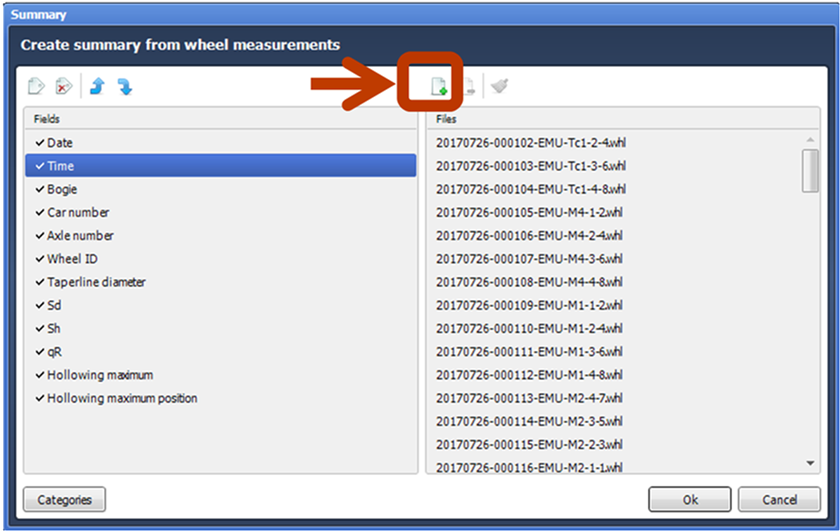 Summary
Create summary from wheel measurements
Fields
Date
Time
Bogie
Car number
Axle number
Wheel ID
Taperline diameter
Sd
Sh
qR
Hollowing maximum
Hollowing maximum position
Files
20170726-000102-EMU-Tc1-2-4.whl
20170726-000103-EMU-Tc1-3-6.whl
20170726-000104-EMU-Tc1-4-8.whl
20170726-000105-EMU-M4-1-2.whl
20170726-000106-EMU-M4-2-4.whl
20170726-000107-EMU-M4-3-6.whl
20170726-000108-EMU-M4-4-8.whl
20170726-000109-EMU-M1-1-2.whl
20170726-000110-EMU-M1-2-4.whl
20170726-000111-EMU-M1-3-6.whl
20170726-000112-EMU-M1-4-8.whl
20170726-000113-EMU-M2-4-7.whl
20170726-000114-EMU-M2-3-5.whl
20170726-000115-EMU-M2-2-3.whl
20170726-000116-EMU-M2-1-1.whl
Categories
Ok
Cancel